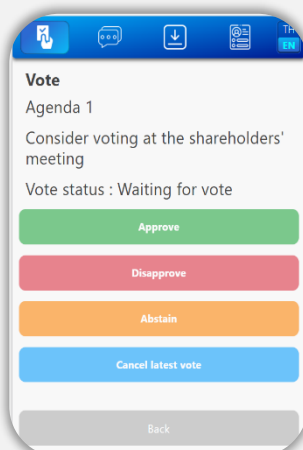 TH
EN
Vote
Agenda 1
Consider voting at the shareholders'
meeting
Vote status : Waiting for vote
Approve
Disapprove
Abstain
Cancel latest vote
Back